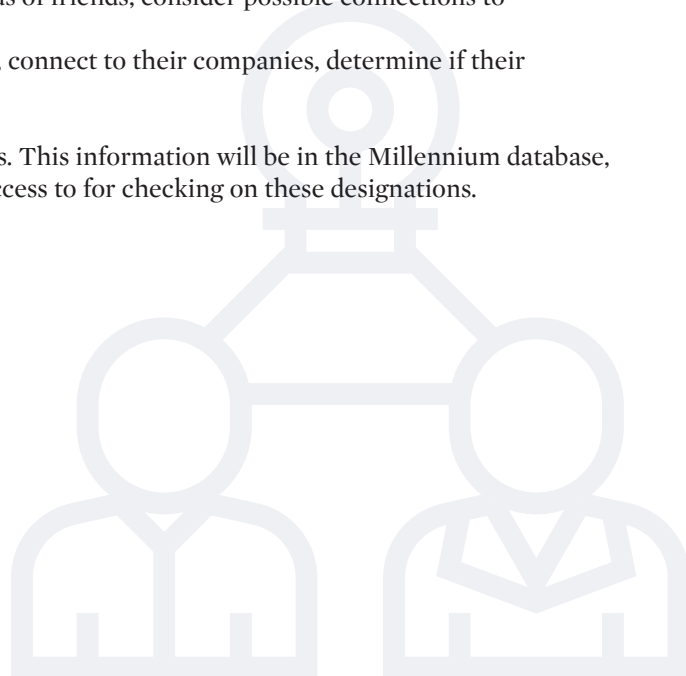 of friends, consider possible connections to
, connect to their companies, determine if their
s. This information will be in the Millennium database,
ccess to for checking on these designations.